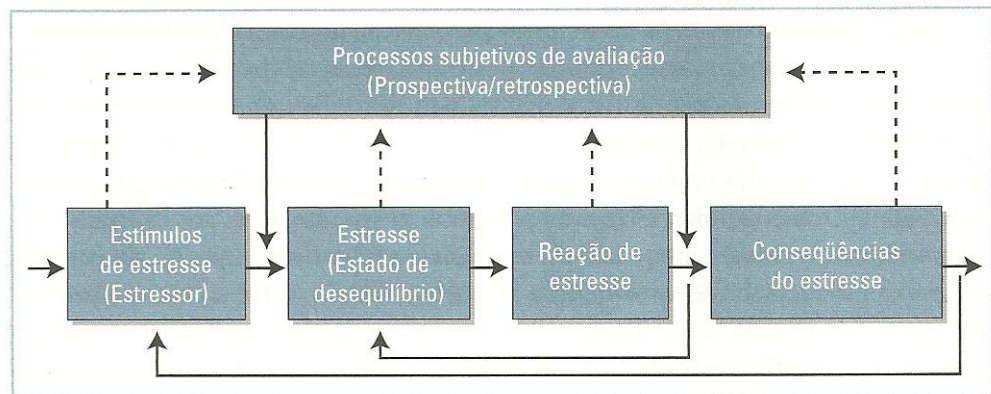 Processos subjetivos de avaliação
(Prospectiva/retrospectiva)
Estímulos
de estresse
(Estressor)
Estresse
(Estado de
desequilíbrio)
Reação de
estresse
Conseqüências
do estresse